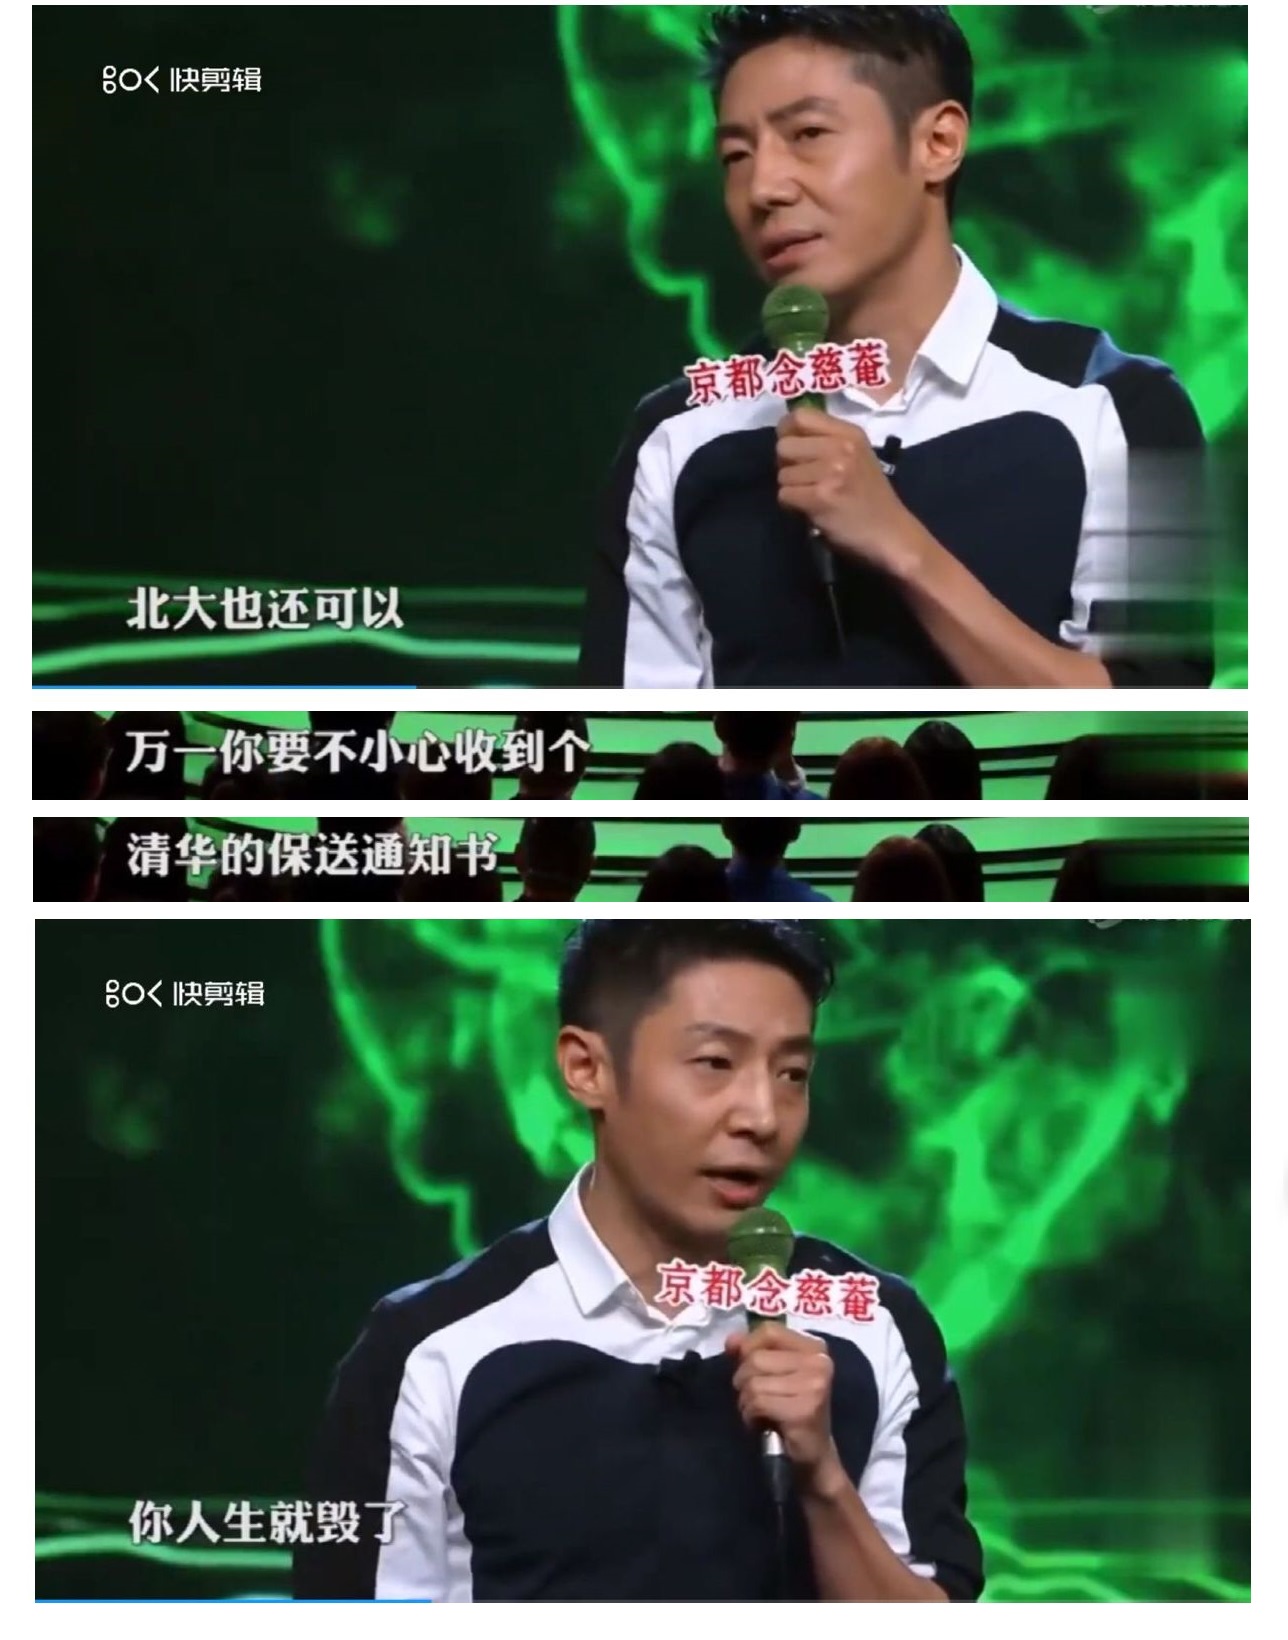 快剪辑
京都念慈菴
北大也还可以
万一你要不小心收到个
清华的保送通知书
快剪辑
京都念慈菴
你人生就毁了